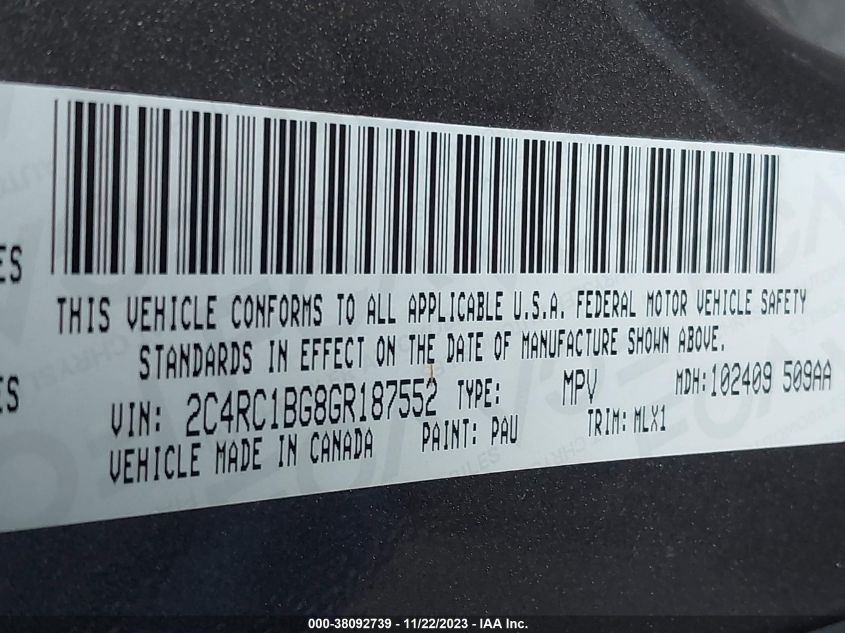 ES
THIS VEHICLE CONFORMS TO ALL APPLICABLE U.S.A. FEDERAL MOTOR VEHICLE SAFETY
STANDARDS IN EFFECT ON THE DATE OF MANUFACTURE SHOWN ABOVE.
S
VIN: 2C4RC1BG8GR187552 TYPE: MPV MDH:102409 509AA
VEHICLE MADE IN CANADA PAINT: PAU TRIM:MLX1
000-38092739 - 11/22/2023 - IAA Inc.